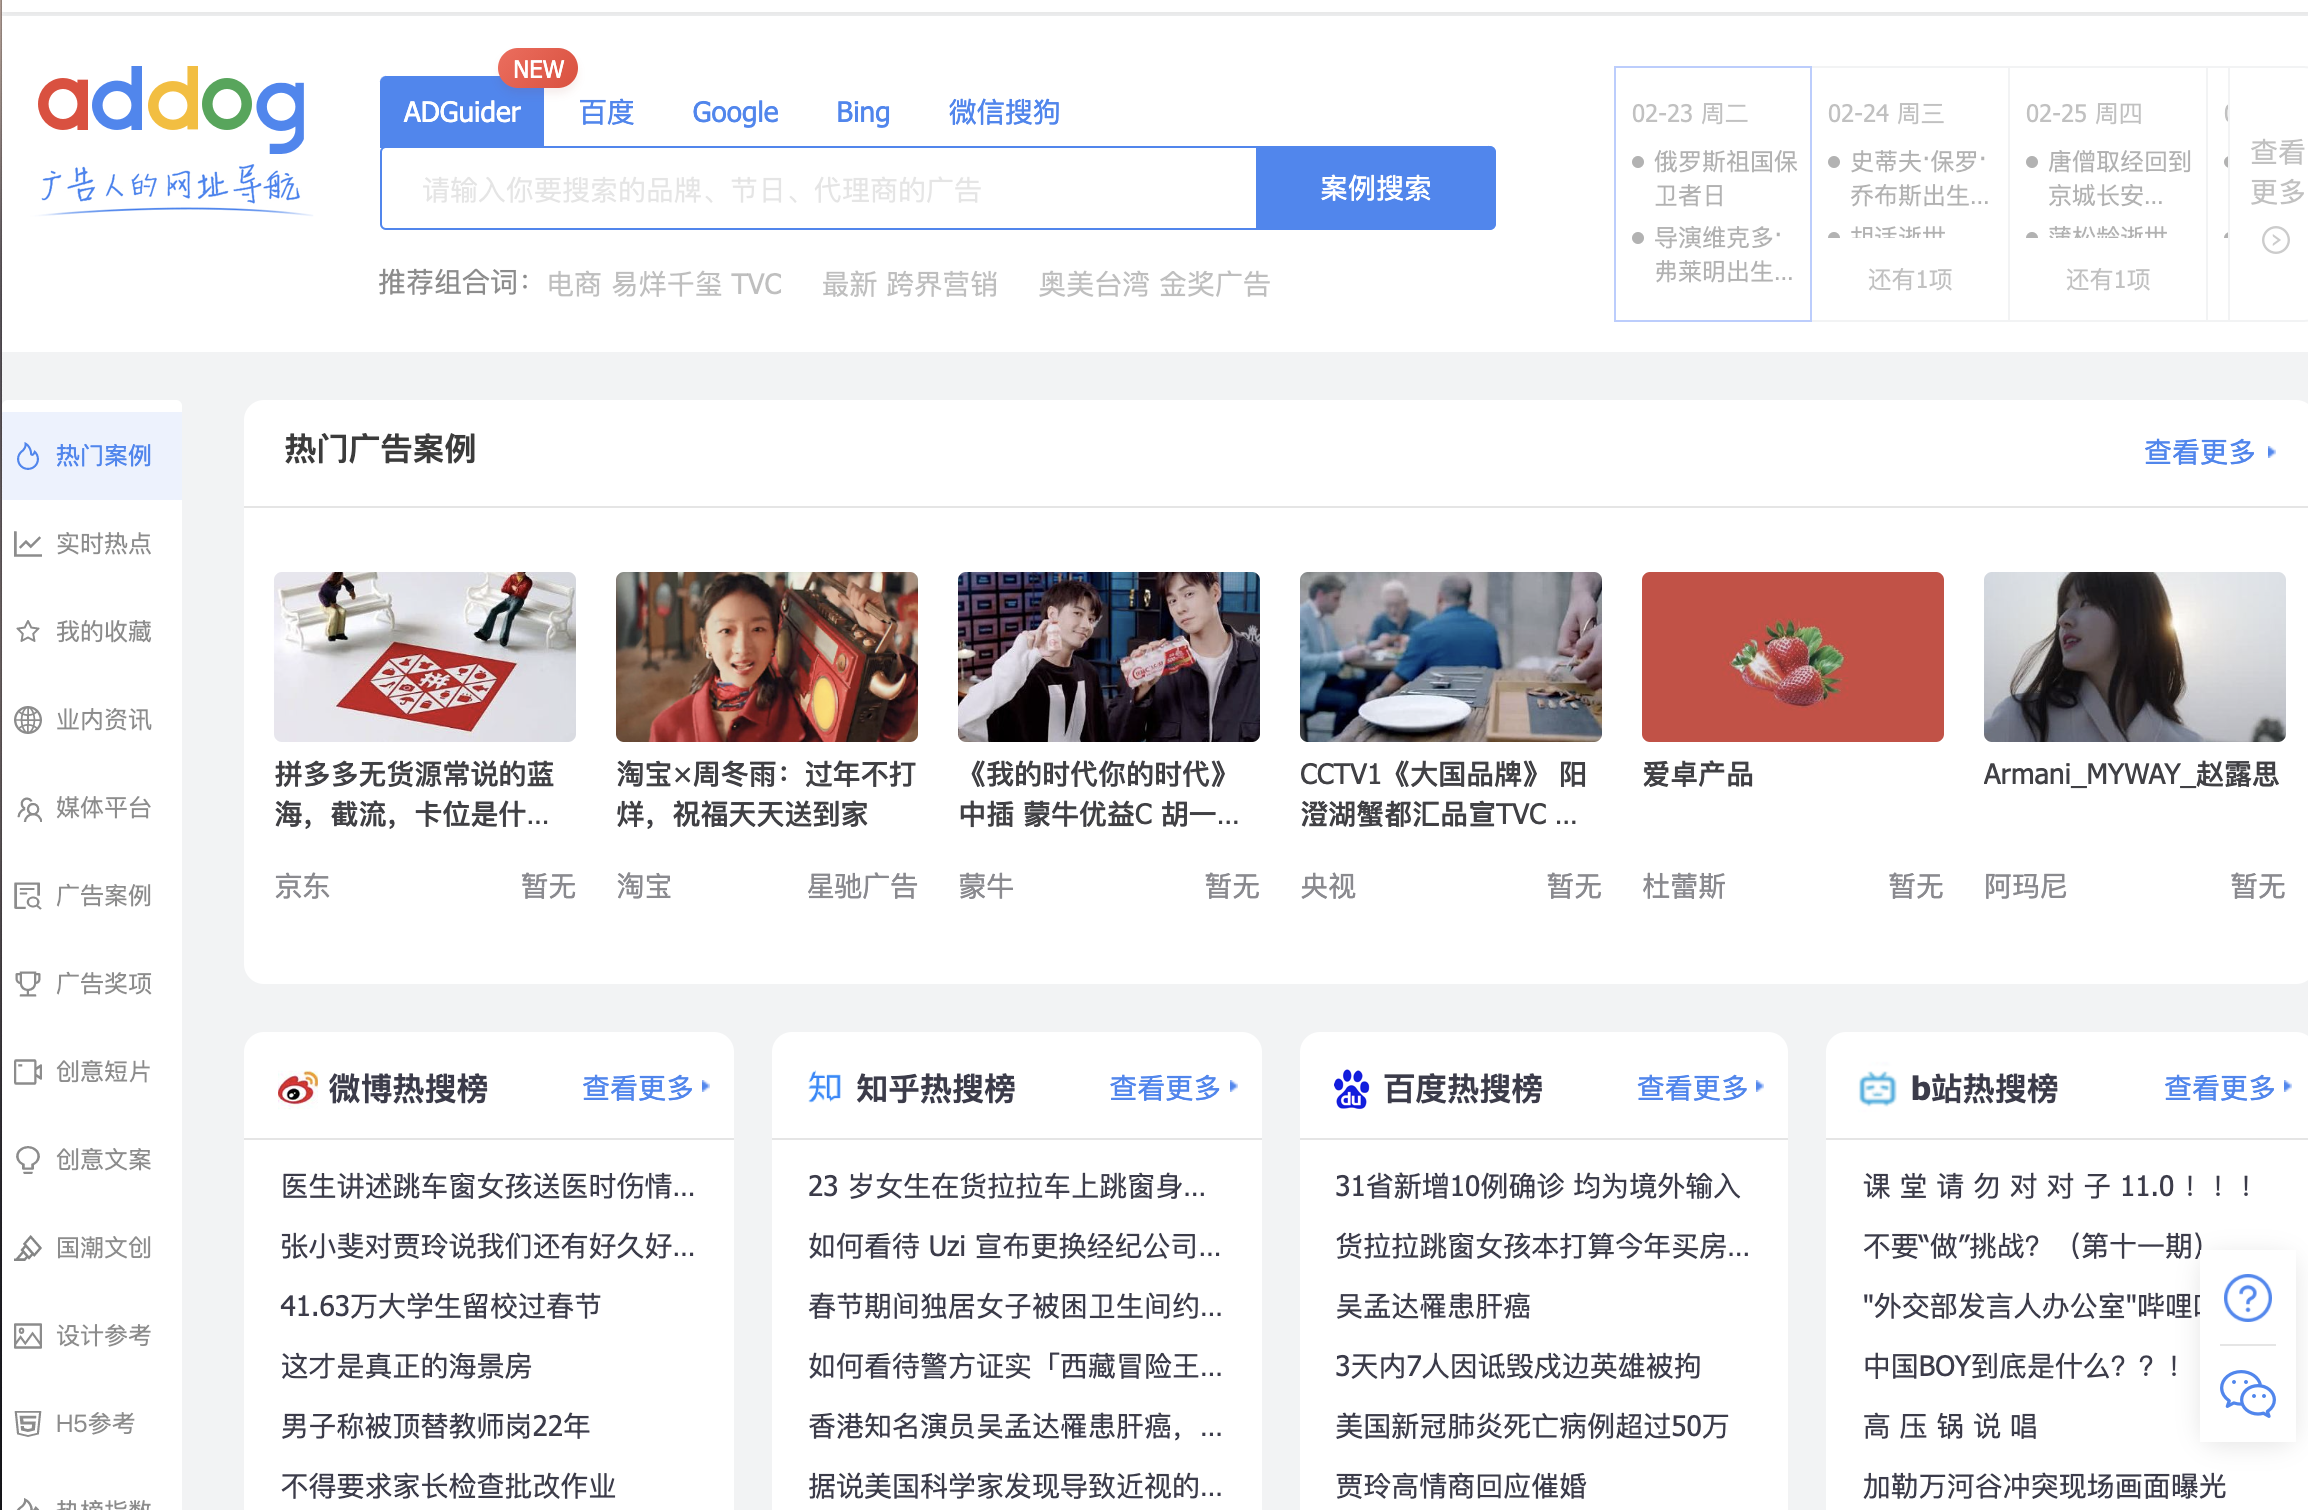 addog
广告人的网址导航
NEW
ADGuider 百度 Google Bing 微信搜狗
请输入你要搜索的品牌、节日、代理商的广告
案例搜索
推荐组合词： 电商 易烊千玺 TVC 最新 跨界营销 奥美台湾 金奖广告
02-23 周二
俄罗斯祖国保
卫者日
导演维克多·
弗莱明出生...
02-24 周三
史蒂夫·保罗·
乔布斯出生...
胡适逝世
还有1项
02-25 周四
唐僧取经回到
京城长安...
蒲松龄逝世
还有1项
查看
更多
热门案例
实时热点
我的收藏
业内资讯
媒体平台
广告案例
广告奖项
创意短片
创意文案
国潮文创
设计参考
H5参考
热榜指数
热门广告案例
查看更多
拼多多无货源常说的蓝
海，截流，卡位是什...
京东 暂无
淘宝×周冬雨：过年不打
烊，祝福天天送到家
淘宝 星驰广告
《我的时代你的时代》
中插 蒙牛优益C 胡一...
蒙牛 暂无
CCTV1《大国品牌》 阳
澄湖蟹都汇品宣TVC ...
央视 暂无
爱卓产品
杜蕾斯 暂无
Armani_MYWAY_赵露思
阿玛尼 暂无
微博热搜榜 查看更多
医生讲述跳车窗女孩送医时伤情...
张小斐对贾玲说我们还有好久好...
41.63万大学生留校过春节
这才是真正的海景房
男子称被顶替教师岗22年
不得要求家长检查批改作业
知 知乎热搜榜 查看更多
23 岁女生在货拉拉车上跳窗身...
如何看待 Uzi 宣布更换经纪公司...
春节期间独居女子被困卫生间约...
如何看待警方证实「西藏冒险王...
香港知名演员吴孟达罹患肝癌，...
据说美国科学家发现导致近视的...
du 百度热搜榜 查看更多
31省新增10例确诊 均为境外输入
货拉拉跳窗女孩本打算今年买房...
吴孟达罹患肝癌
3天内7人因诋毁戍边英雄被拘
美国新冠肺炎死亡病例超过50万
贾玲高情商回应催婚
b站热搜榜 查看更多
课 堂 请 勿 对 对 子 11.0！！！
不要“做”挑战？（第十一期）
"外交部发言人办公室"哔哩
中国BOY到底是什么？？！
高 压 锅 说 唱
加勒万河谷冲突现场画面曝光